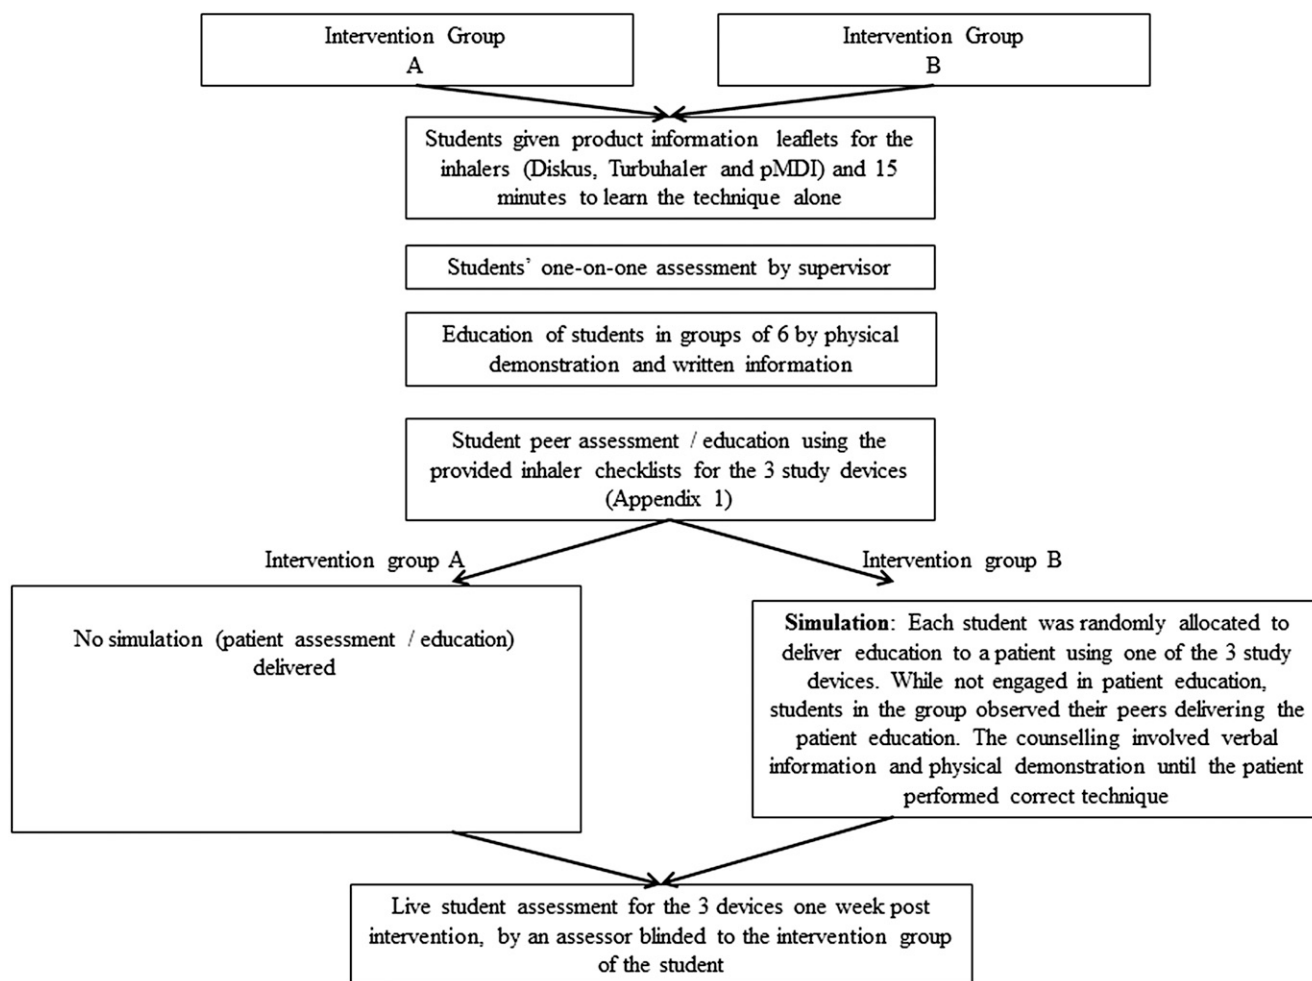 Intervention Group
A
Intervention Group
B
Students given product information leaflets for the
inhalers (Diskus, Turbuhaler and pMDI) and 15
minutes to learn the technique alone
Students' one-on-one assessment by supervisor
Education of students in groups of 6 by physical
demonstration and written information
Student peer assessment / education using the
provided inhaler checklists for the 3 study devices
(Appendix 1)
Intervention group A
Intervention group B
No simulation (patient assessment / education)
delivered
Simulation: Each student was randomly allocated to
deliver education to a patient using one of the 3 study
devices. While not engaged in patient education,
students in the group observed their peers delivering the
patient education. The counselling involved verbal
information and physical demonstration until the patient
performed correct technique
Live student assessment for the 3 devices one week post
intervention, by an assessor blinded to the intervention group
of the student